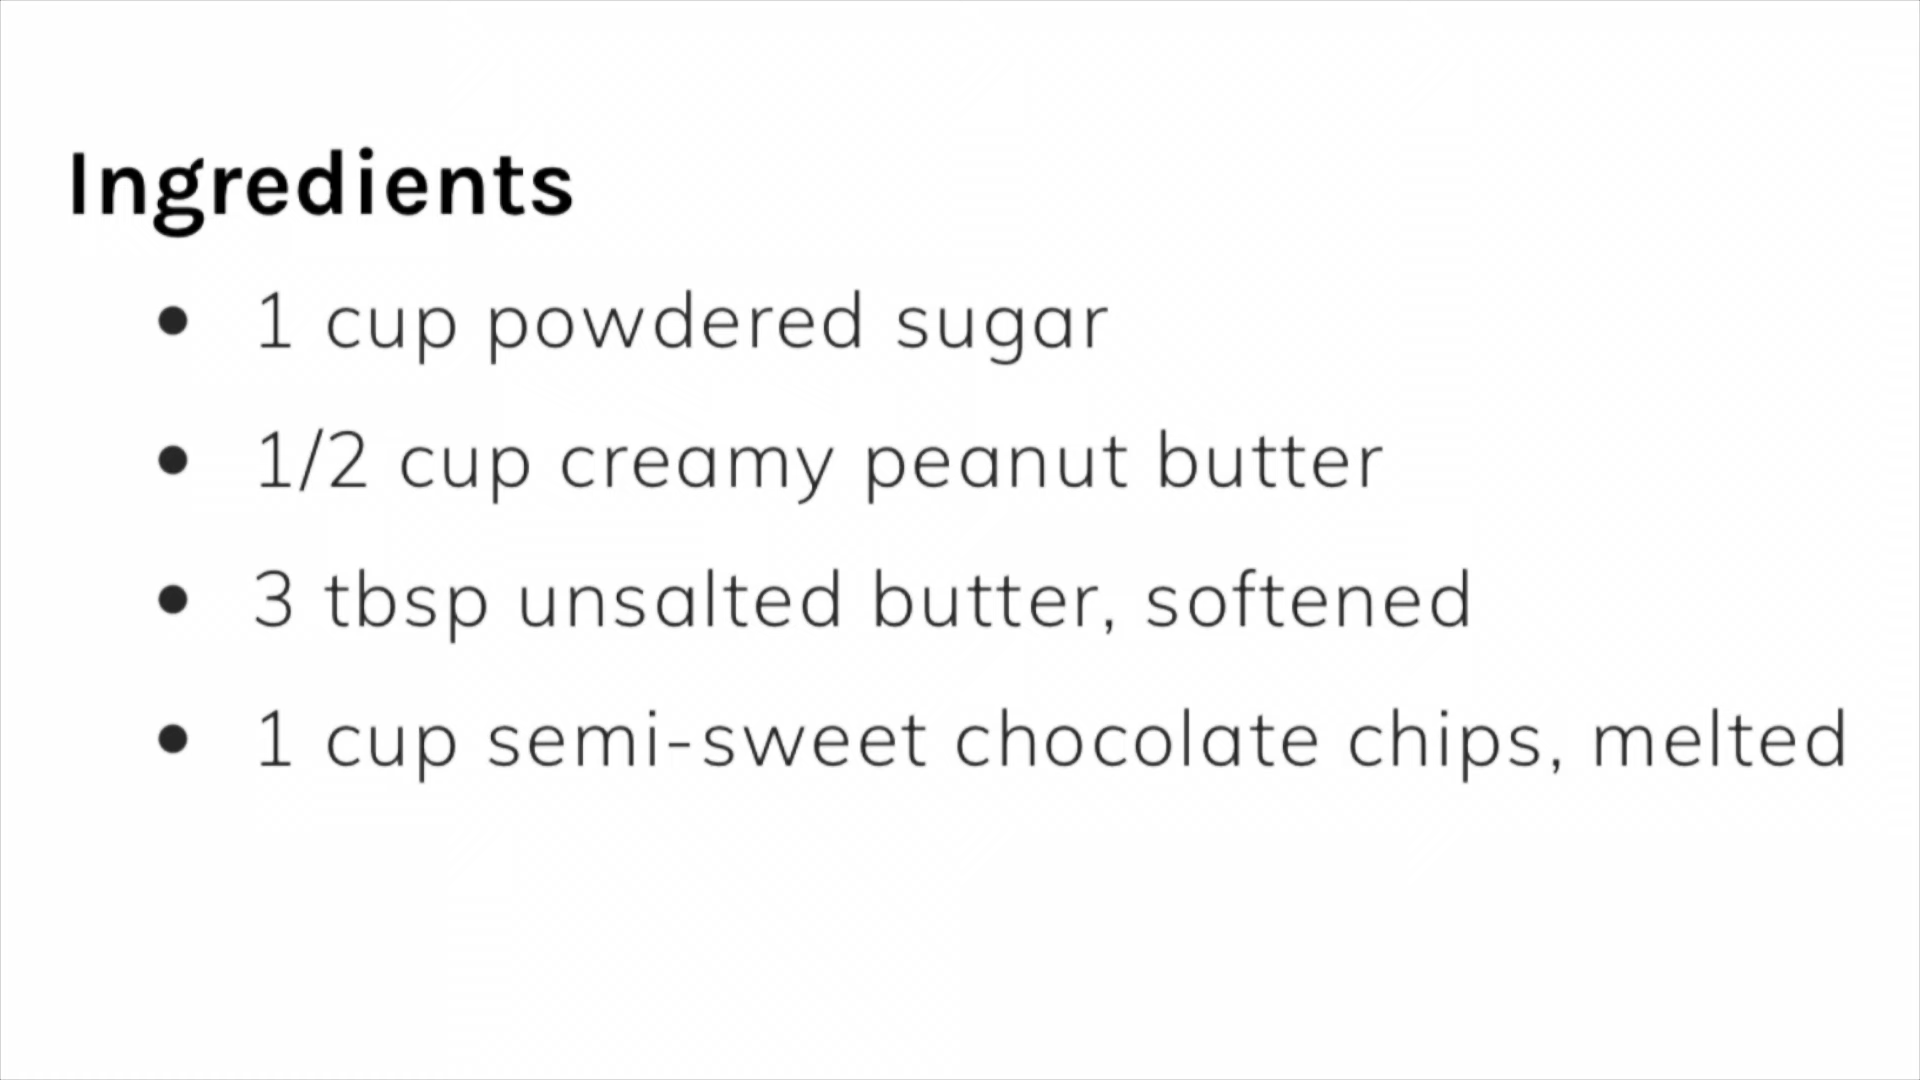 Ingredients
• 1 cup powdered sugar
• 1/2 cup creamy peanut butter
• 3 tbsp unsalted butter, softened
• 1 cup semi-sweet chocolate chips, melted